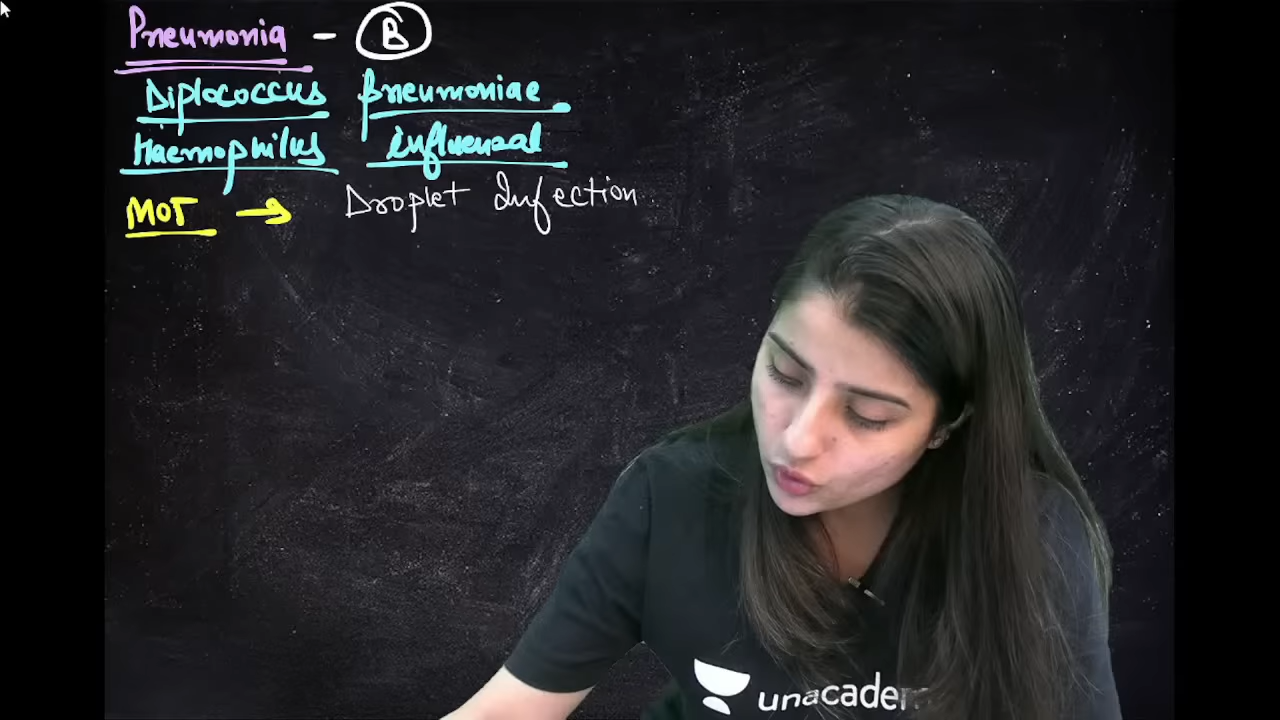 Pneumonia - B
Diplococcus pneumoniae
Haemophilus influenzal
MOT → Droplet Infection
unacadem